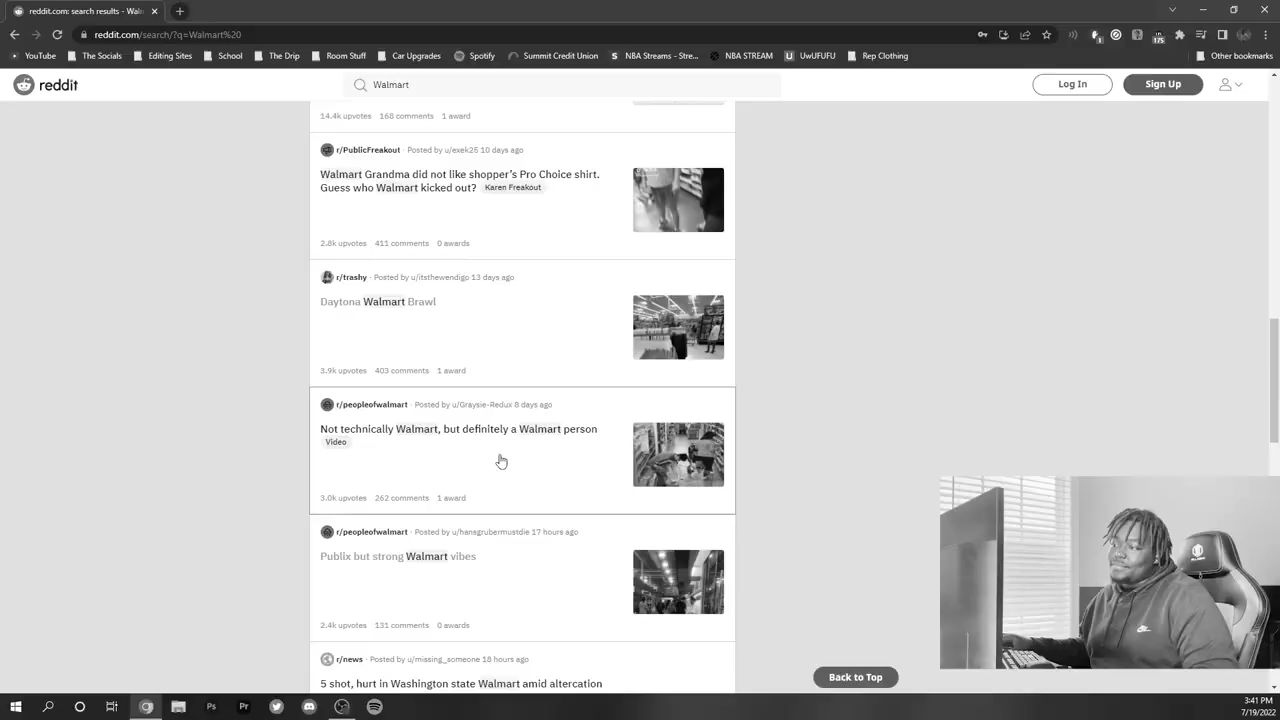 reddit.com: search results - Waln
reddit.com/search/?q=Walmart%20
YouTube The Socials Editing Sites The Drip Room Stuff Car Upgrades Spotify Summit Credit Union NBA Streams - Stre... NBA STREAM UwUFUFU Rep Clothing Other bookmarks
reddit Walmart Log In Sign Up
14.4k upvotes 168 comments 1 award
r/PublicFreakout · Posted by u/exek25 10 days ago
Walmart Grandma did not like shopper's Pro Choice shirt.
Guess who Walmart kicked out? Karen Freakout
2.8k upvotes 411 comments 0 awards
r/trashy · Posted by u/itsthewendigo 13 days ago
Daytona Walmart Brawl
3.9k upvotes 403 comments 1 award
r/peopleofwalmart · Posted by u/Graysie-Redux 8 days ago
Not technically Walmart, but definitely a Walmart person
Video
3.0k upvotes 262 comments 1 award
r/peopleofwalmart · Posted by u/hansgrubermustdie 17 hours ago
Publix but strong Walmart vibes
2.4k upvotes 131 comments 0 awards
r/news · Posted by u/missing_someone 18 hours ago
5 shot, hurt in Washington state Walmart amid altercation
Back to Top
Ps Pr
3:41 PM
7/19/2022